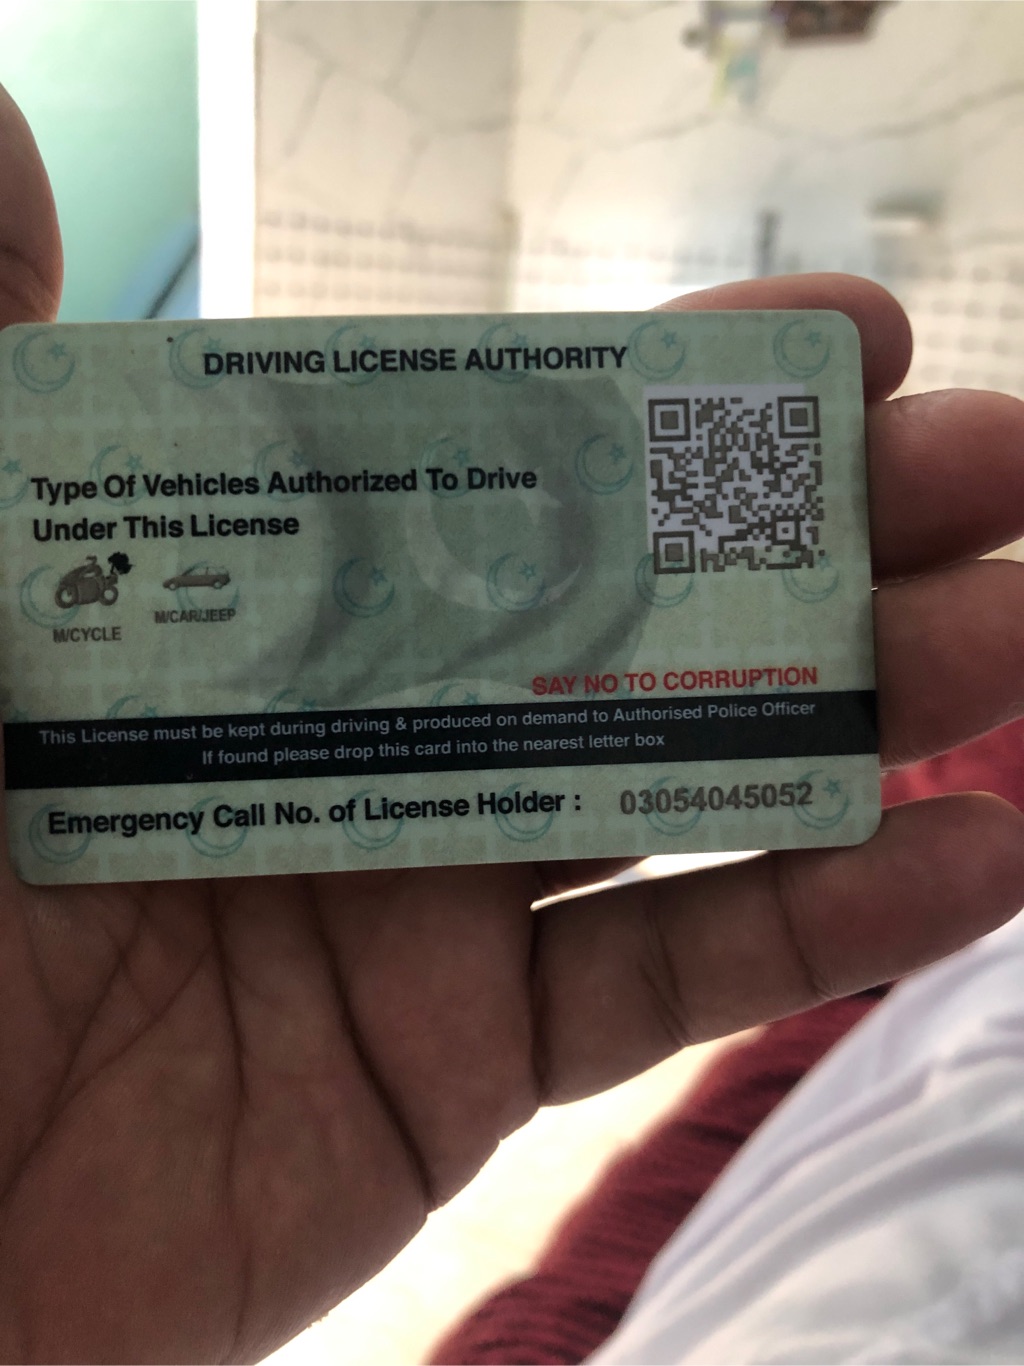 DRIVING LICENSE AUTHORITY
Type Of Vehicles Authorized To Drive
Under This License
M/CYCLE
M/CAR/JEEP
SAY NO TO CORRUPTION
This License must be kept during driving & produced on demand to Authorised Police Officer
If found please drop this card into the nearest letter box
Emergency Call No. of License Holder : 03054045052